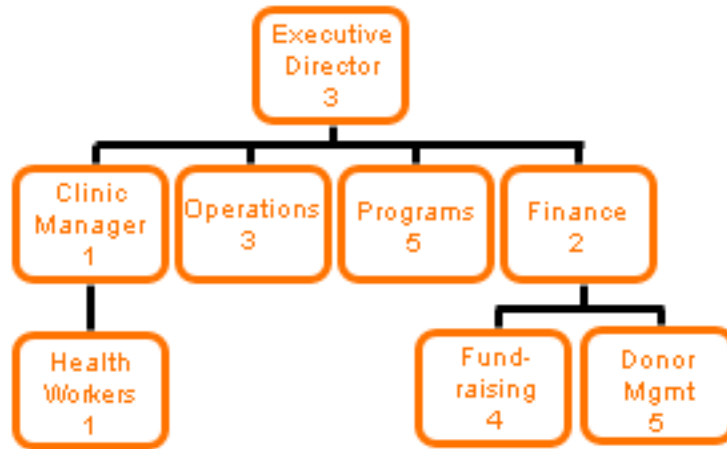 Executive
Director
3
Clinic
Manager
1
Operations
3
Programs
5
Finance
2
Health
Workers
1
Fund-
raising
4
Donor
Mgmt
5